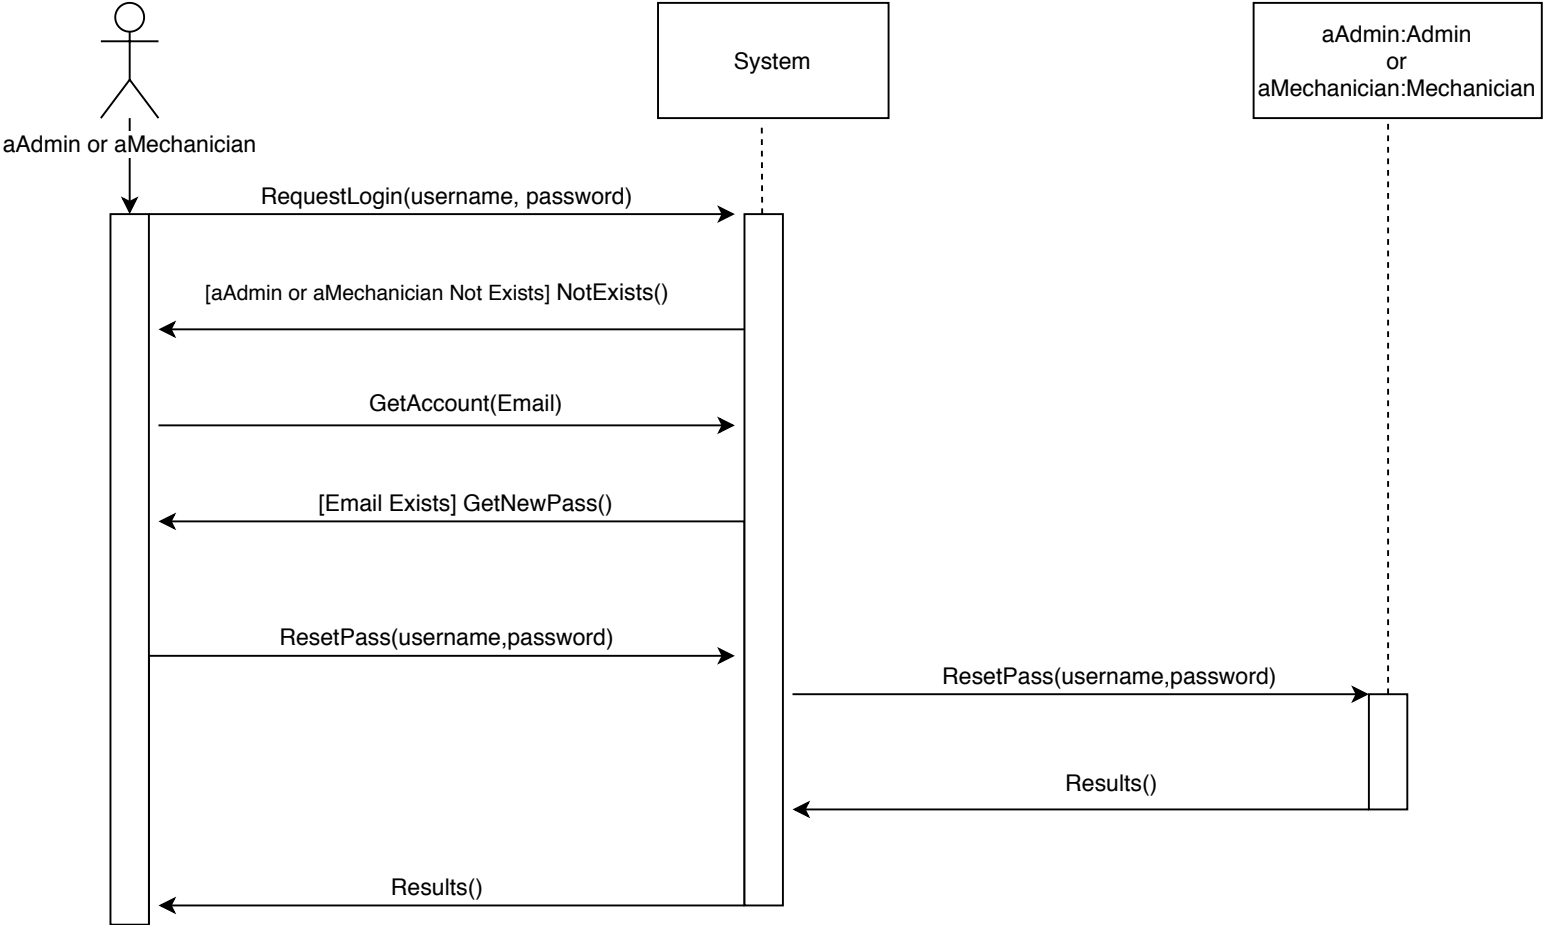 System
aAdmin:Admin
or
aMechanician:Mechanician
aAdmin or aMechanician
RequestLogin(username, password)
[aAdmin or aMechanician Not Exists] NotExists()
GetAccount(Email)
[Email Exists] GetNewPass()
ResetPass(username,password)
ResetPass(username,password)
Results()
Results()